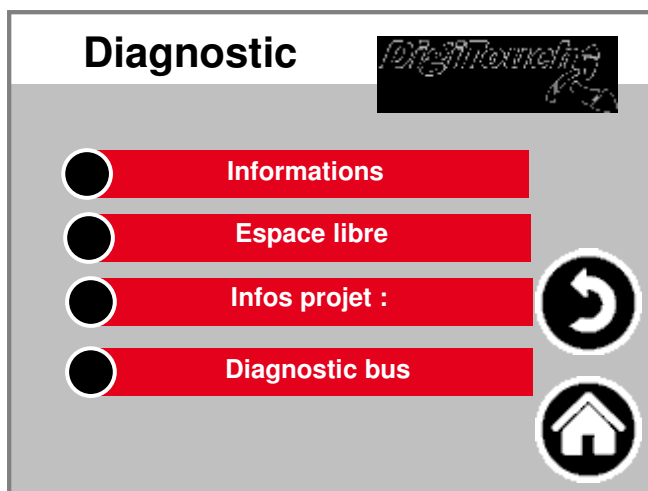 Diagnostic
DigiTouch
Informations
Espace libre
Infos projet :
Diagnostic bus